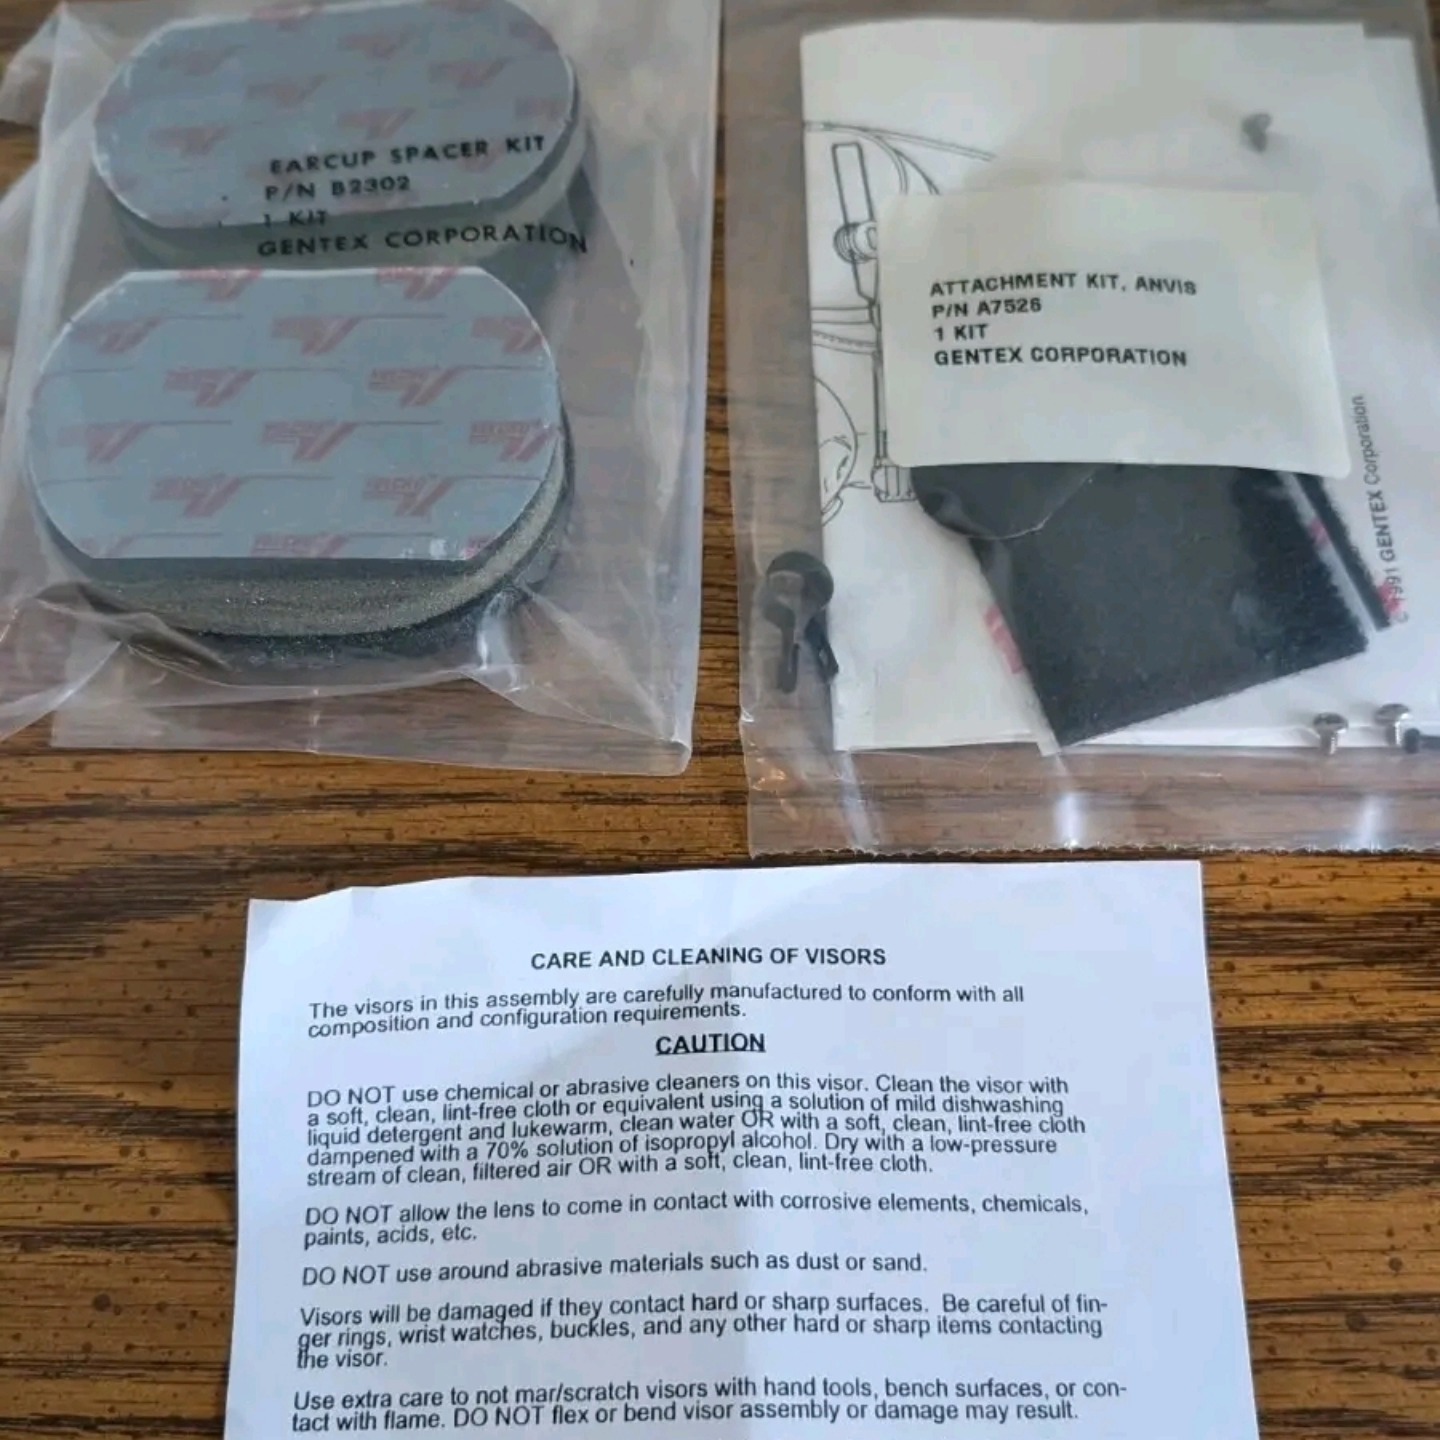 EARCUP SPACER KIT
P/N B2302
1 KIT
GENTEX CORPORATION
ATTACHMENT KIT, ANVIS
P/N A7526
1 KIT
GENTEX CORPORATION
1991 GENTEX Corporation
CARE AND CLEANING OF VISORS
The visors in this assembly are carefully manufactured to conform with all
composition and configuration requirements.
CAUTION
DO NOT use chemical or abrasive cleaners on this visor. Clean the visor with
a soft, clean, lint-free cloth or equivalent using a solution of mild dishwashing
liquid detergent and lukewarm, clean water OR with a soft, clean, lint-free cloth
dampened with a 70% solution of isopropyl alcohol. Dry with a low-pressure
stream of clean, filtered air OR with a soft, clean, lint-free cloth.
DO NOT allow the lens to come in contact with corrosive elements, chemicals,
paints, acids, etc.
DO NOT use around abrasive materials such as dust or sand.
Visors will be damaged if they contact hard or sharp surfaces. Be careful of fin-
ger rings, wrist watches, buckles, and any other hard or sharp items contacting
the visor.
Use extra care to not mar/scratch visors with hand tools, bench surfaces, or con-
tact with flame. DO NOT flex or bend visor assembly or damage may result.